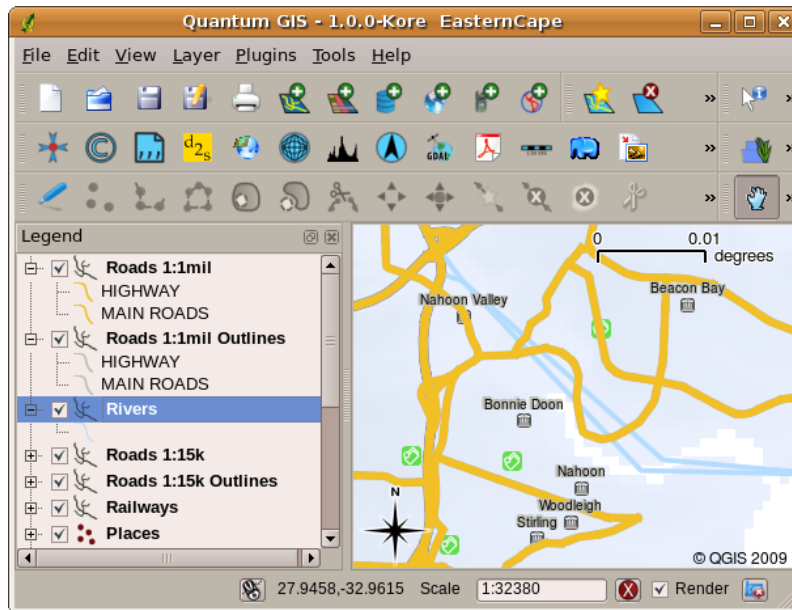 Quantum GIS - 1.0.0-Kore EasternCape
File Edit View Layer Plugins Tools Help
d2s
GDAL
Legend
Roads 1:1mil
HIGHWAY
MAIN ROADS
Roads 1:1mil Outlines
HIGHWAY
MAIN ROADS
Rivers
Roads 1:15k
Roads 1:15k Outlines
Railways
Places
0 0.01
degrees
Beacon Bay
Nahoon Valley
Bonnie Doon
Nahoon
Woodleigh
Stirling
N
© QGIS 2009
27.9458,-32.9615 Scale 1:32380 Render